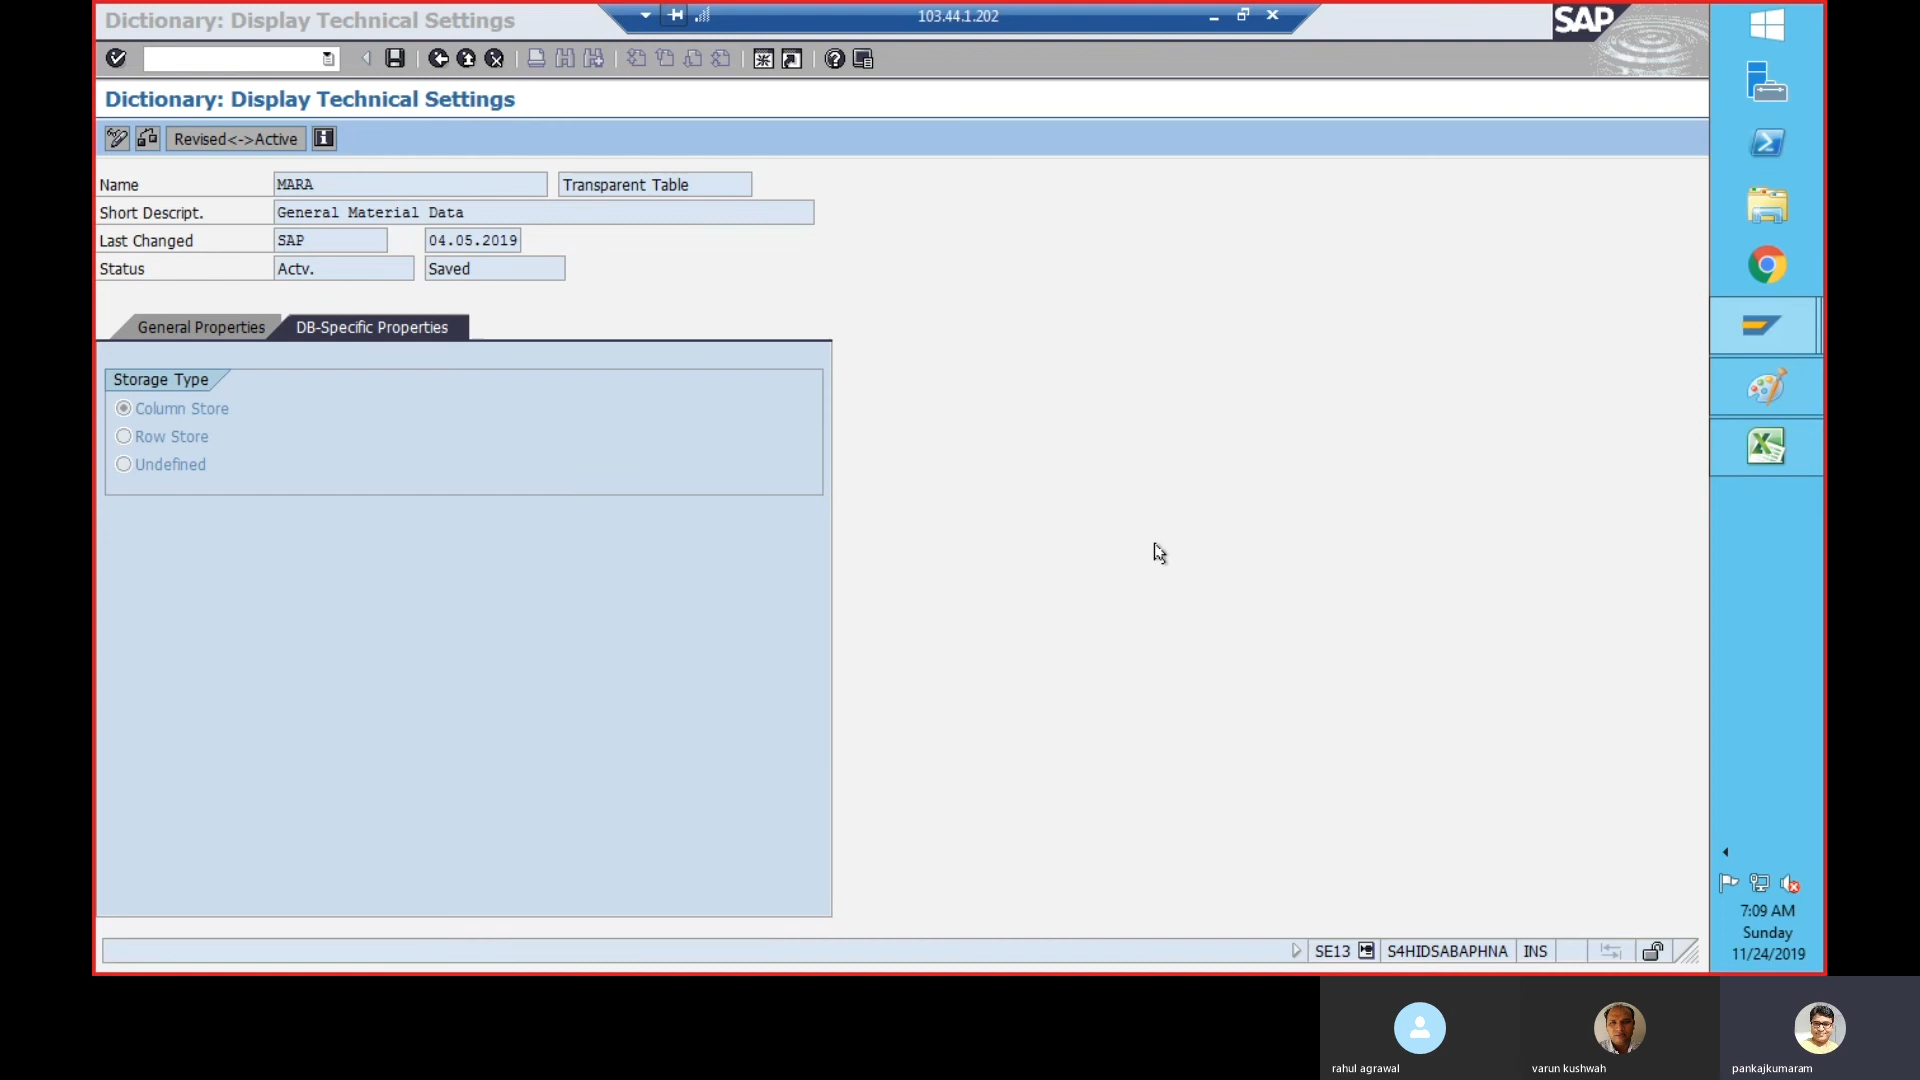 Dictionary: Display Technical Settings
103.44.1.202
SAP
Dictionary: Display Technical Settings
Revised<->Active
Name MARA Transparent Table
Short Descript. General Material Data
Last Changed SAP 04.05.2019
Status Actv. Saved
General Properties DB-Specific Properties
Storage Type
Column Store
Row Store
Undefined
7:09 AM
Sunday
11/24/2019
SE13 S4HIDSABAPHNA INS
rahul agrawal varun kushwah pankajkumaram